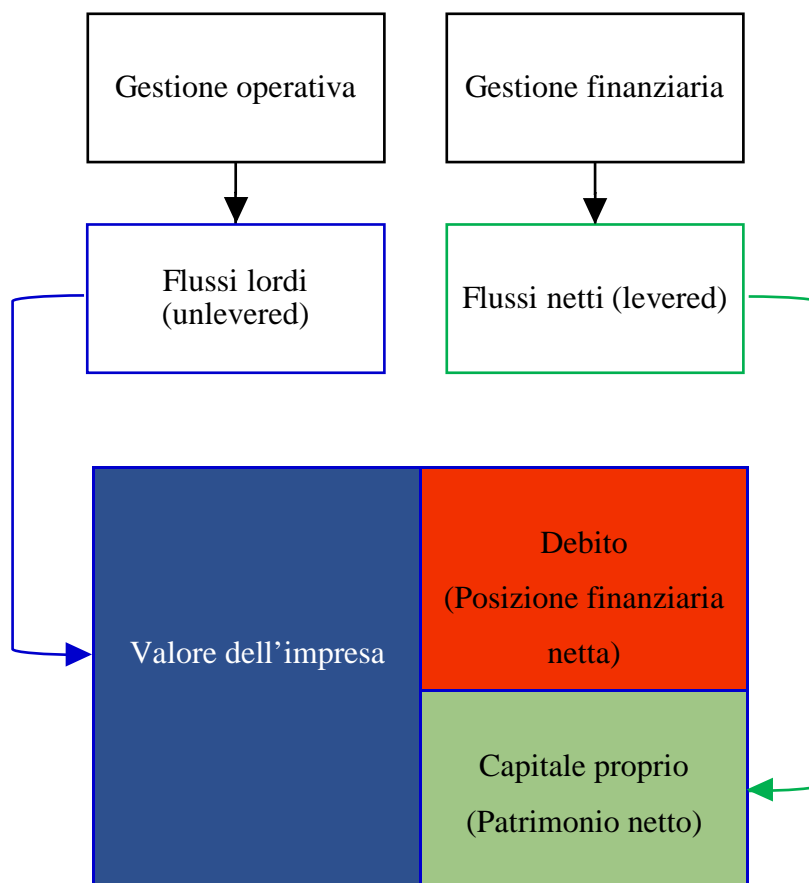 Gestione operativa
Gestione finanziaria
Flussi lordi
(unlevered)
Flussi netti (levered)
Valore dell’impresa
Debito
(Posizione finanziaria
netta)
Capitale proprio
(Patrimonio netto)